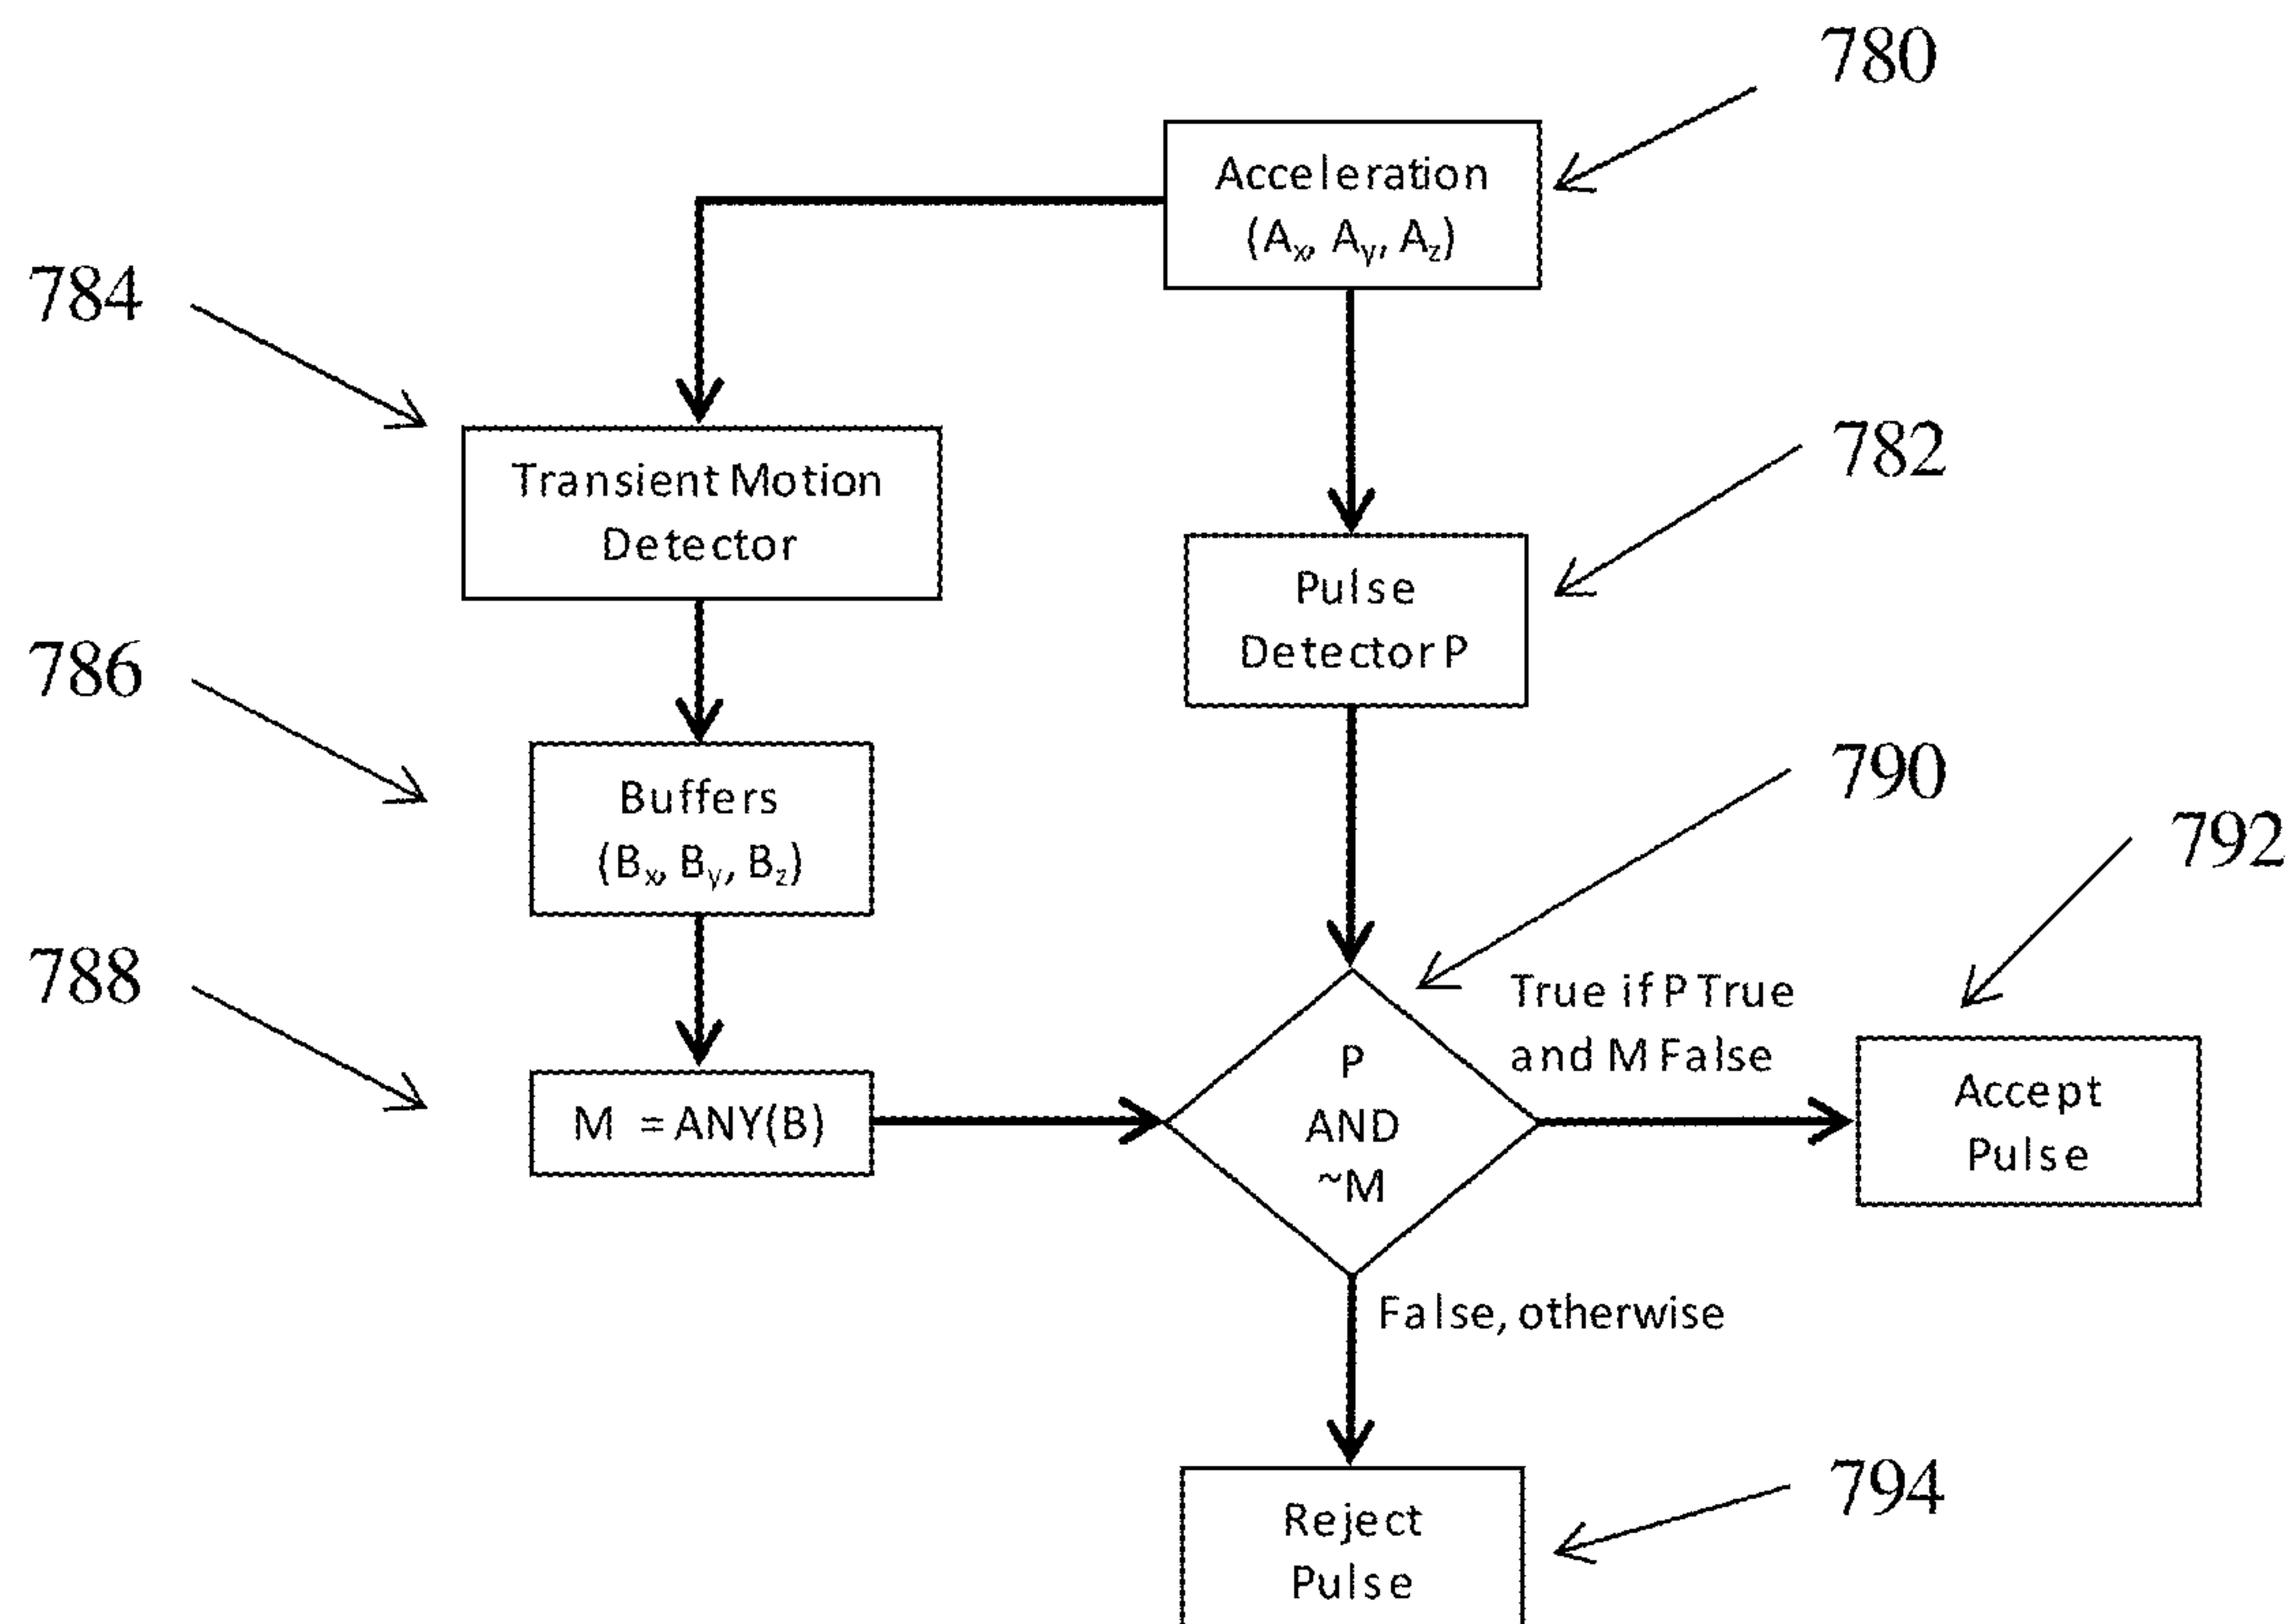 780
Acceleration
(Ax, Ay, Az)
784
Transient Motion
Detector
782
Pulse
Detector P
786
Buffers
(Bx, By, Bz)
790
792
788
M = ANY(B)
P
AND
~M
True if P True
and M False
Accept
Pulse
False, otherwise
794
Reject
Pulse